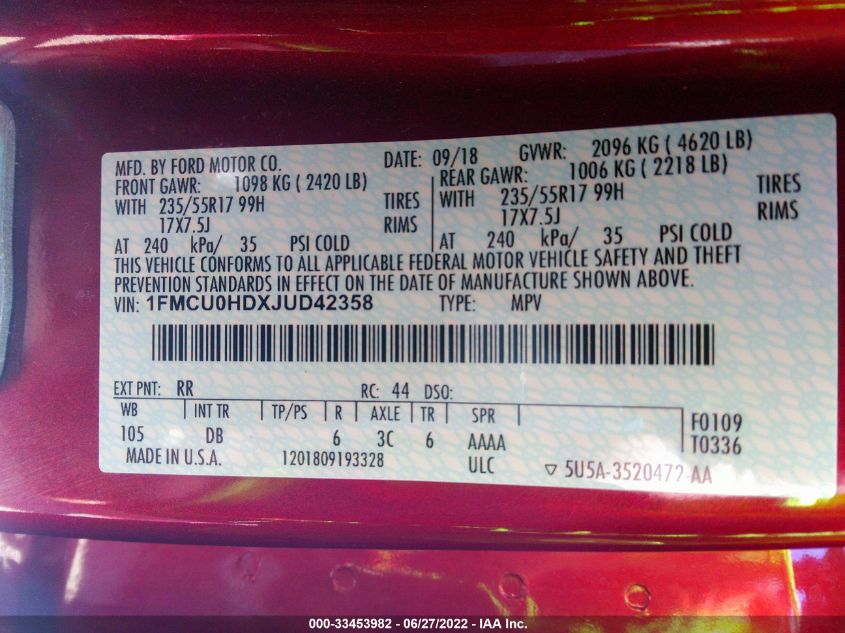 MFD. BY FORD MOTOR CO. DATE: 09/18 GVWR: 2096 KG ( 4620 LB)
FRONT GAWR: 1098 KG ( 2420 LB) REAR GAWR: 1006 KG ( 2218 LB)
WITH 235/55R17 99H TIRES WITH 235/55R17 99H TIRES
17X7.5J RIMS 17X7.5J RIMS
AT 240 kPa/ 35 PSI COLD AT 240 kPa/ 35 PSI COLD
THIS VEHICLE CONFORMS TO ALL APPLICABLE FEDERAL MOTOR VEHICLE SAFETY AND THEFT
PREVENTION STANDARDS IN EFFECT ON THE DATE OF MANUFACTURE SHOWN ABOVE.
VIN: 1FMCU0HDXJUD42358 TYPE: MPV
EXT PNT: RR RC: 44 DSO:
WB INT TR TP/PS R AXLE TR SPR F0109
105 DB 6 3C 6 AAAA T0336
MADE IN U.S.A. 1201809193328 ULC ▽ 5U5A-3520472-AA
000-33453982 - 06/27/2022 - IAA Inc.